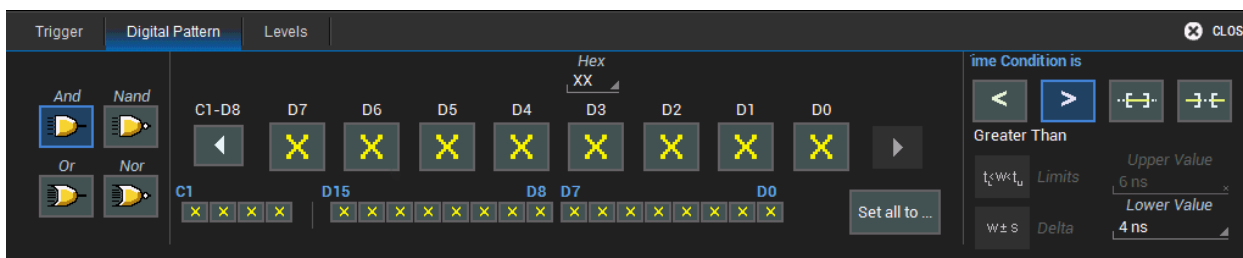 Trigger Digital Pattern Levels CLOS
Hex
XX
And Nand
C1-D8 D7 D6 D5 D4 D3 D2 D1 D0
X X X X X X X X
Or Nor
C1 D15 D8 D7 D0
X X X X X X X X X X X X X X X X X X X X
Set all to ...
ime Condition is
< >
Greater Than
t<W<tu Limits
Upper Value
6 ns
W± s Delta
Lower Value
4 ns